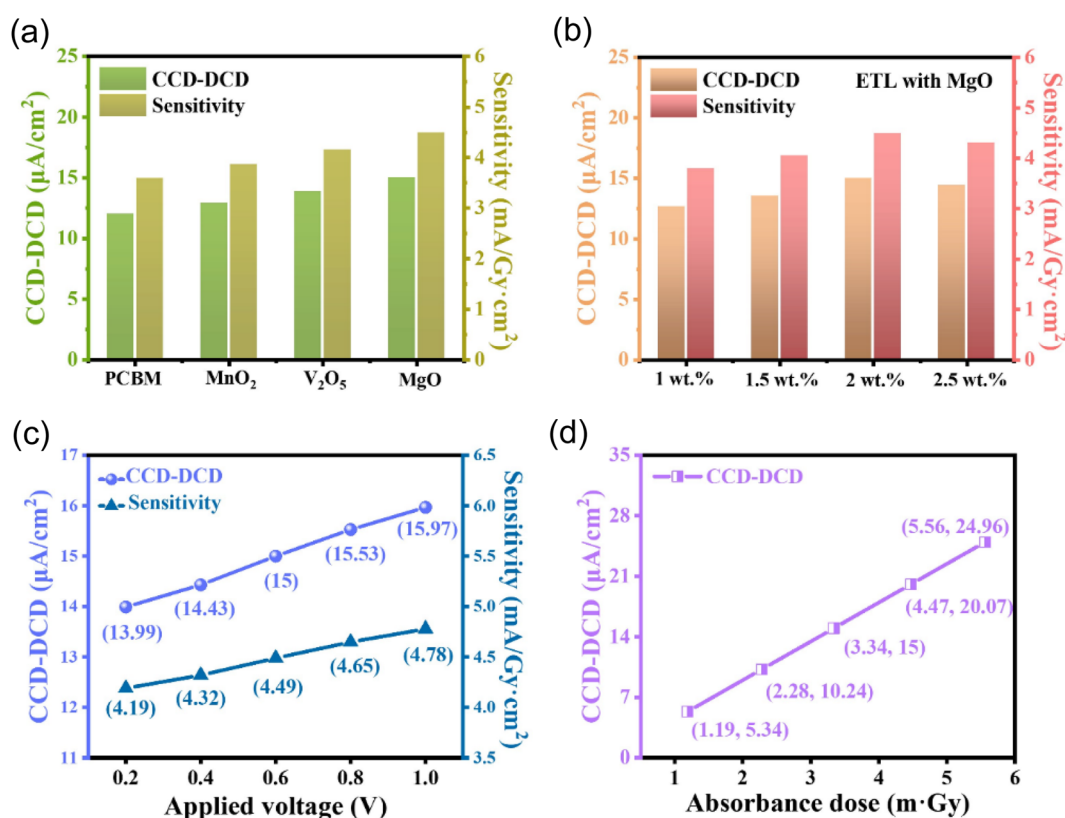 (a)
CCD-DCD (μA/cm²)
25
20
15
10
5
0
CCD-DCD
Sensitivity
PCBM
MnO₂
V₂O₅
MgO
6
5
4
3
2
1
0
Sensitivity (mA/Gy·cm²)
(b)
CCD-DCD (μA/cm²)
25
20
15
10
5
0
CCD-DCD
Sensitivity
ETL with MgO
1 wt.%
1.5 wt.%
2 wt.%
2.5 wt.%
6
5
4
3
2
1
0
Sensitivity (mA/Gy·cm²)
(c)
CCD-DCD (μA/cm²)
17
16
15
14
13
12
11
CCD-DCD
Sensitivity
(13.99)
(14.43)
(15)
(15.53)
(15.97)
(4.19)
(4.32)
(4.49)
(4.65)
(4.78)
0.2
0.4
0.6
0.8
1.0
Applied voltage (V)
6.5
6.0
5.5
5.0
4.5
4.0
3.5
Sensitivity (mA/Gy·cm²)
(d)
CCD-DCD (μA/cm²)
35
28
21
14
7
0
CCD-DCD
(5.56, 24.96)
(4.47, 20.07)
(3.34, 15)
(2.28, 10.24)
(1.19, 5.34)
1
2
3
4
5
6
Absorbance dose (m·Gy)